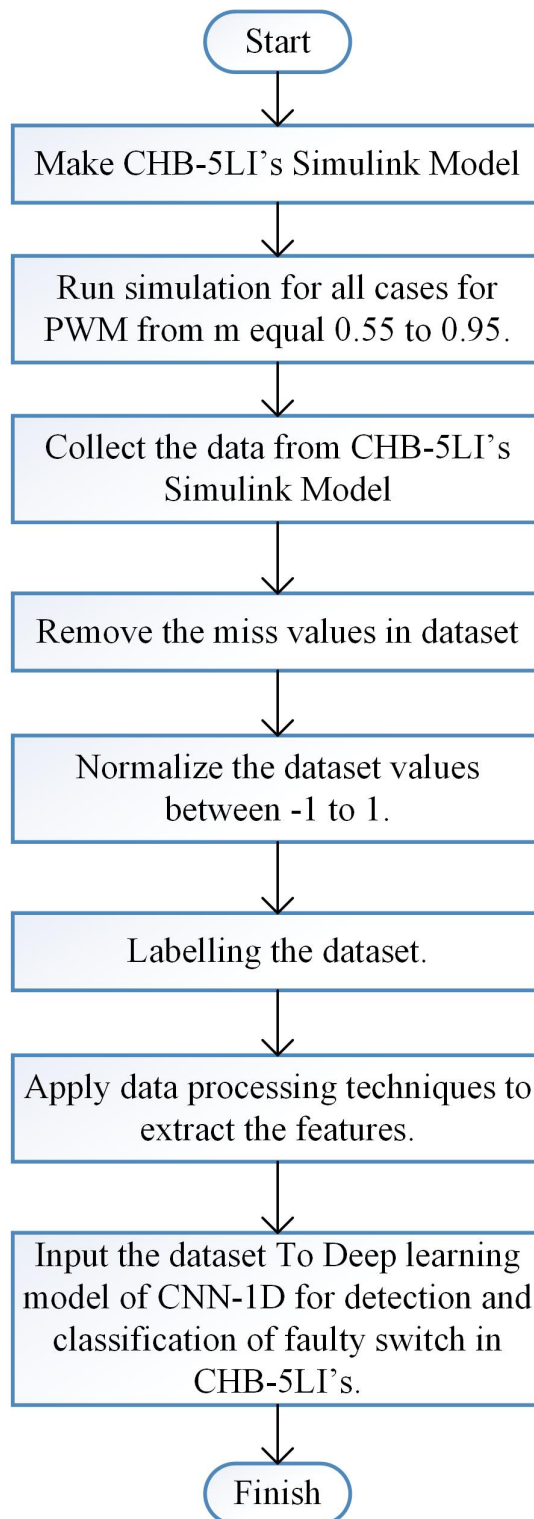 Start
Make CHB-5LI’s Simulink Model
Run simulation for all cases for
PWM from m equal 0.55 to 0.95.
Collect the data from CHB-5LI’s
Simulink Model
Remove the miss values in dataset
Normalize the dataset values
between -1 to 1.
Labelling the dataset.
Apply data processing techniques to
extract the features.
Input the dataset To Deep learning
model of CNN-1D for detection and
classification of faulty switch in
CHB-5LI’s.
Finish